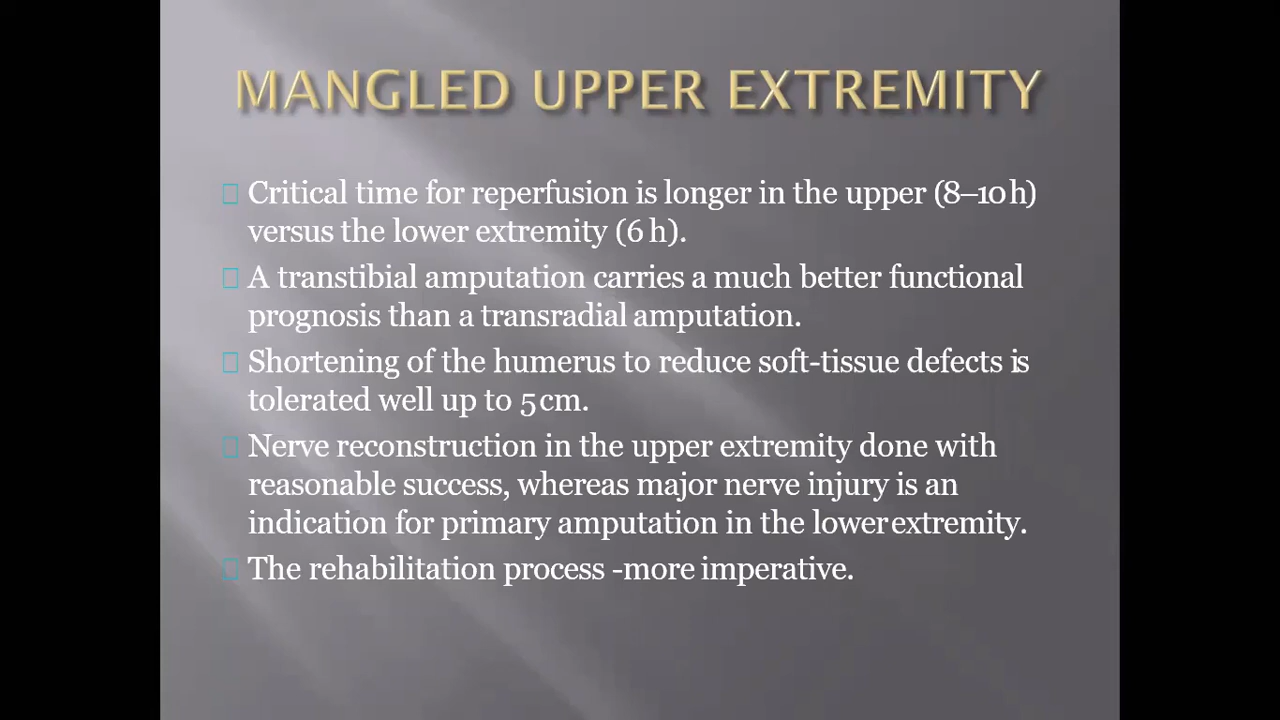 MANGLED UPPER EXTREMITY
Critical time for reperfusion is longer in the upper (8–10 h)
versus the lower extremity (6 h).
A transtibial amputation carries a much better functional
prognosis than a transradial amputation.
Shortening of the humerus to reduce soft-tissue defects is
tolerated well up to 5 cm.
Nerve reconstruction in the upper extremity done with
reasonable success, whereas major nerve injury is an
indication for primary amputation in the lower extremity.
The rehabilitation process -more imperative.